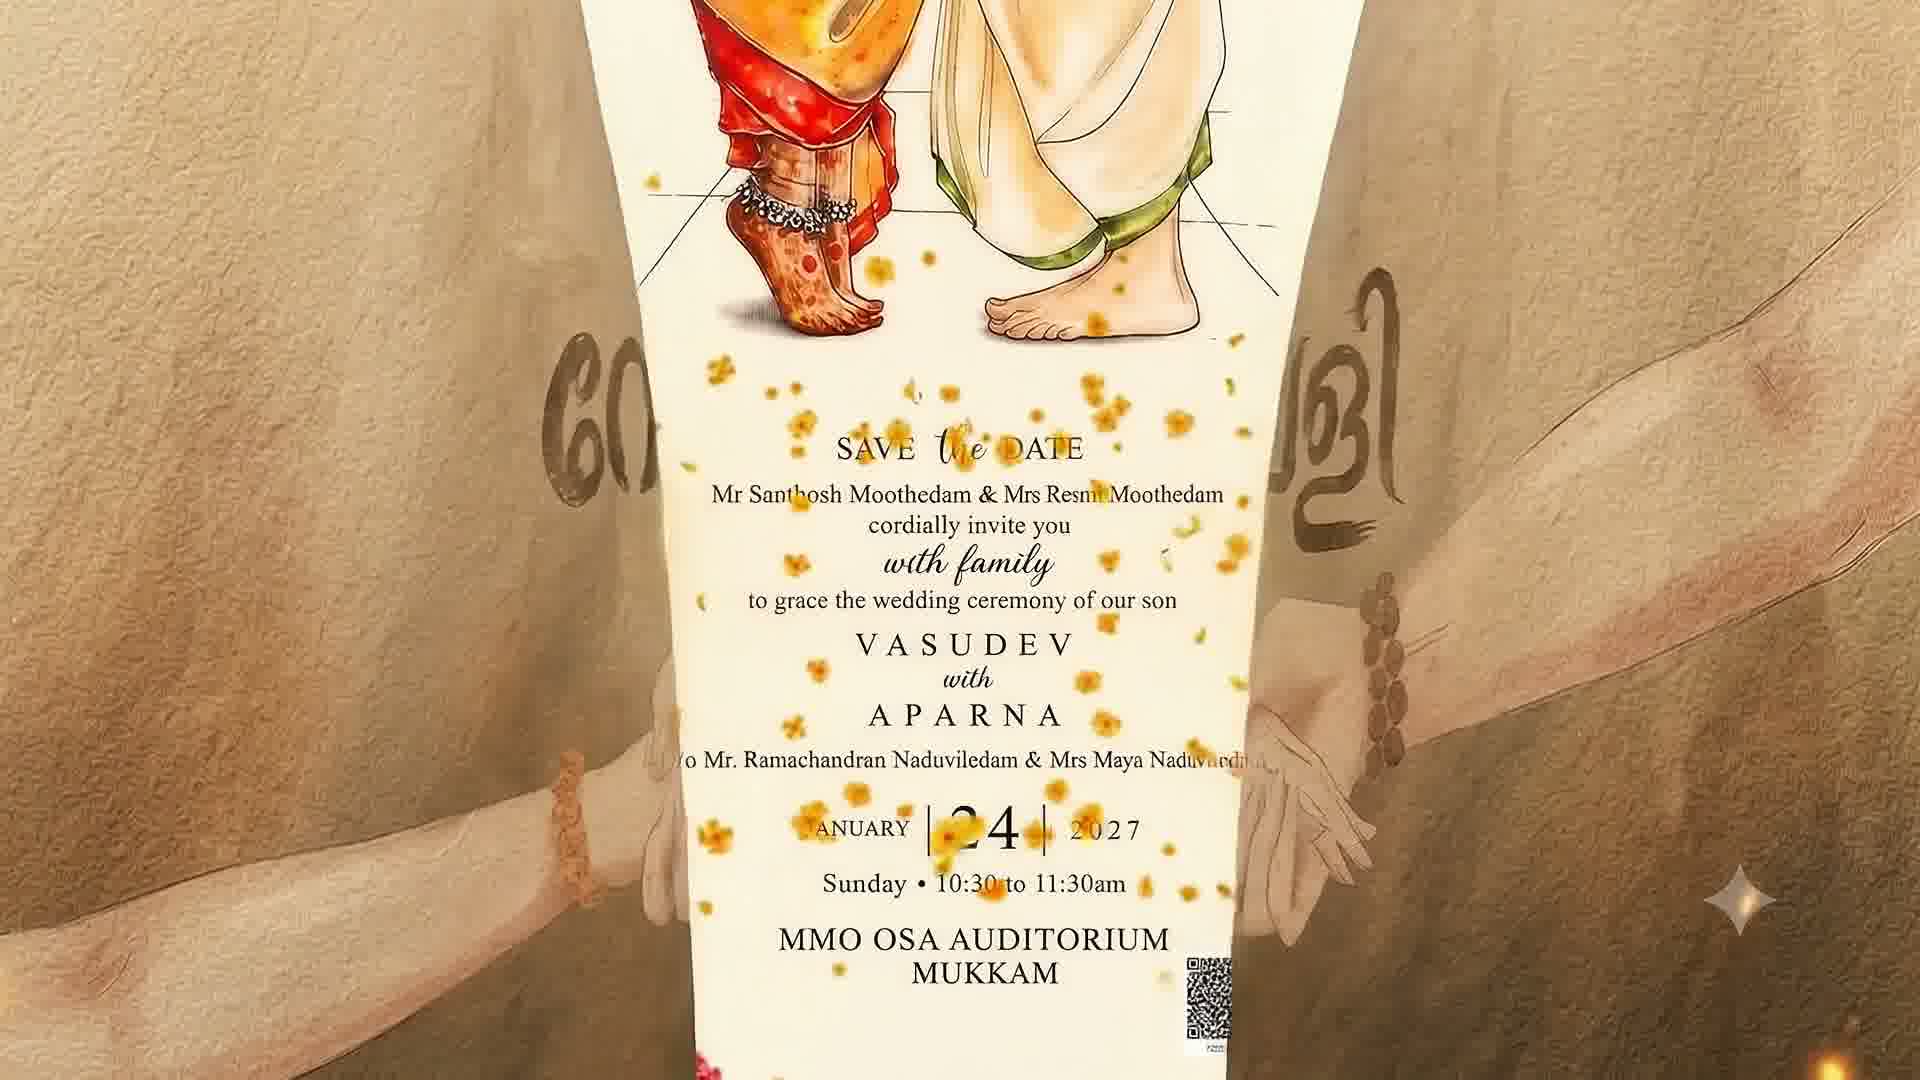 SAVE the DATE
Mr Santhosh Moothedam & Mrs Resmi Moothedam
cordially invite you
with family
to grace the wedding ceremony of our son
VASUDEV
with
APARNA
/o Mr. Ramachandran Naduviledam & Mrs Maya
ANUARY | 24 | 2027
Sunday • 10:30 to 11:30am
MMO OSA AUDITORIUM
MUKKAM